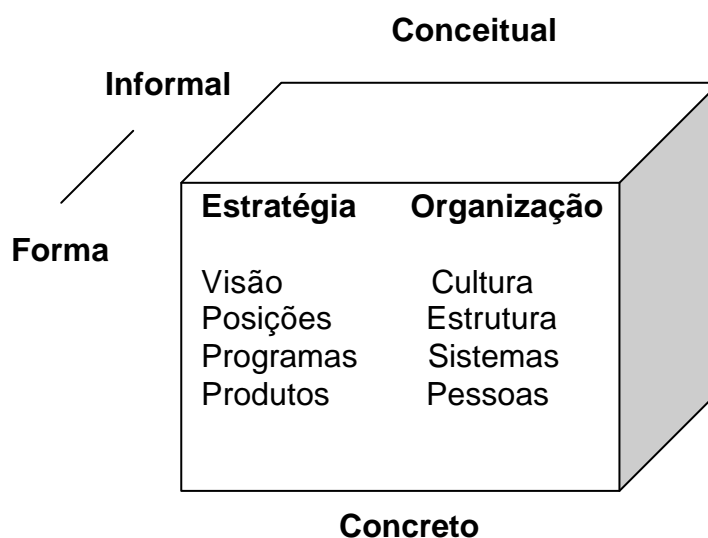 Conceitual
Informal
Estratégia Organização
Forma
Visão Cultura
Posições Estrutura
Programas Sistemas
Produtos Pessoas
Concreto